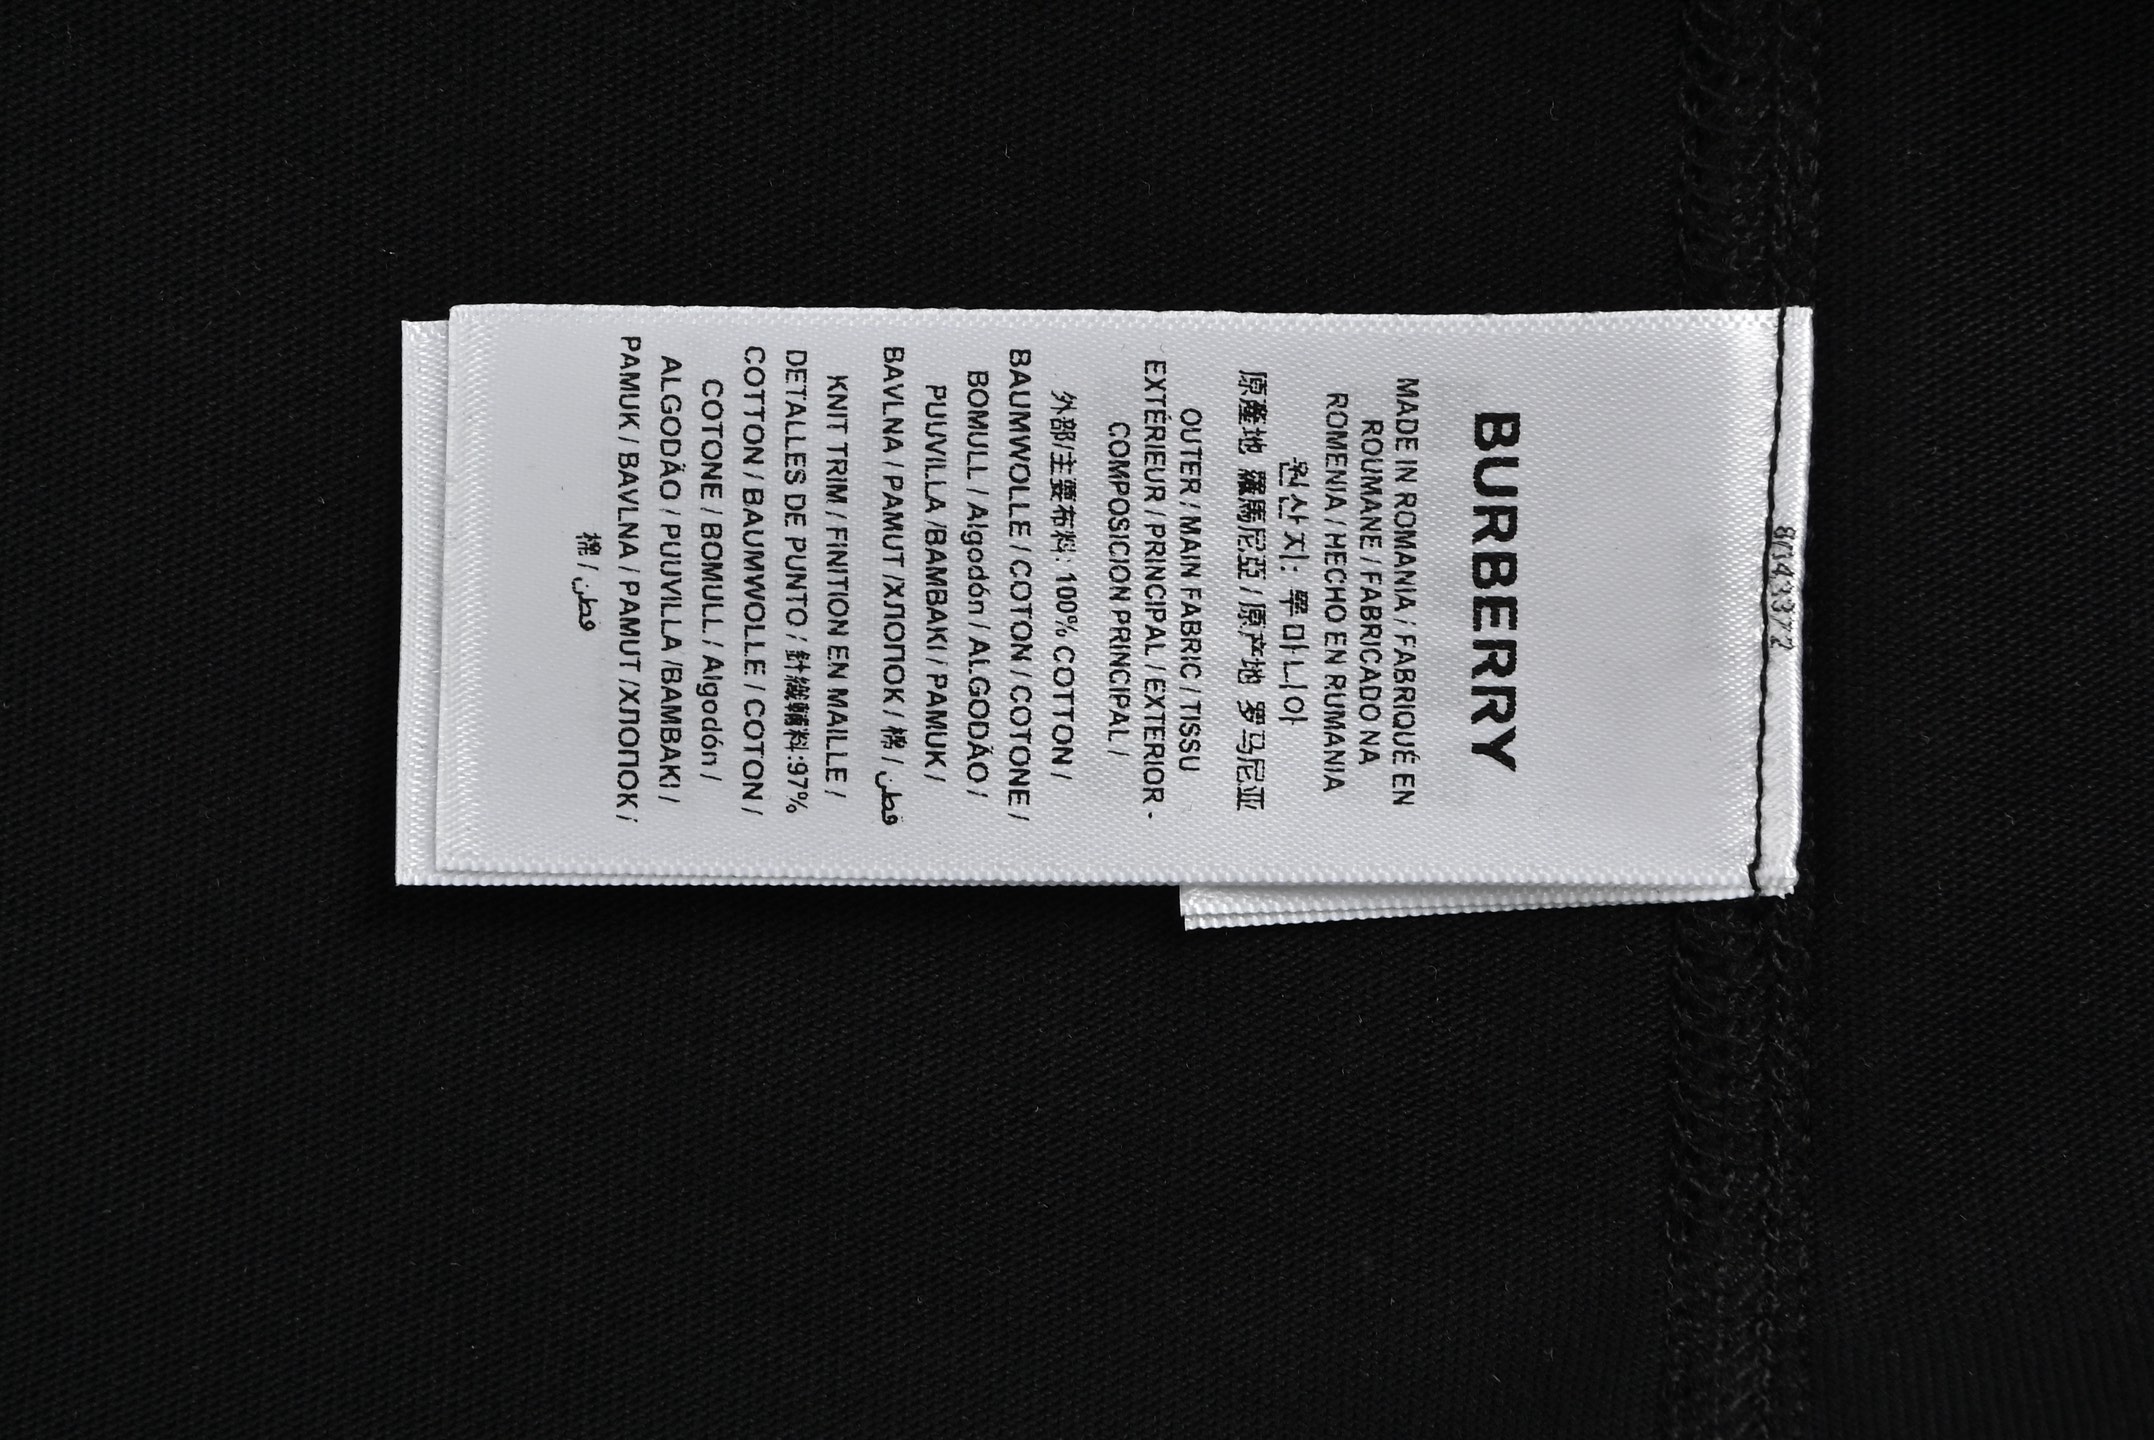 8043372
BURBERRY
MADE IN ROMANIA / FABRIQUÉ EN
ROUMANE / FABRICADO NA
ROMENIA / HECHO EN RUMANIA
원산지: 루마니아
原產地 羅馬尼亞 / 原产地 罗马尼亚
OUTER / MAIN FABRIC / TISSU
EXTÉRIEUR / PRINCIPAL / EXTERIOR -
COMPOSICION PRINCIPAL /
外部/主要布料: 100% COTTON /
BAUMWOLLE / COTON / COTONE /
BOMULL / Algodón / ALGODÃO /
PUUVILLA /BAMBAKI / PAMUK /
BAVLNA / PAMUT /ХЛОПОК / 棉 / قطن
KNIT TRIM / FINITION EN MAILLE /
DETALLES DE PUNTO / 針織輔料:97%
COTTON / BAUMWOLLE / COTON /
COTONE / BOMULL / Algodón /
ALGODÃO / PUUVILLA /BAMBAKI /
PAMUK / BAVLNA / PAMUT /ХЛОПОК /
棉 / قطن